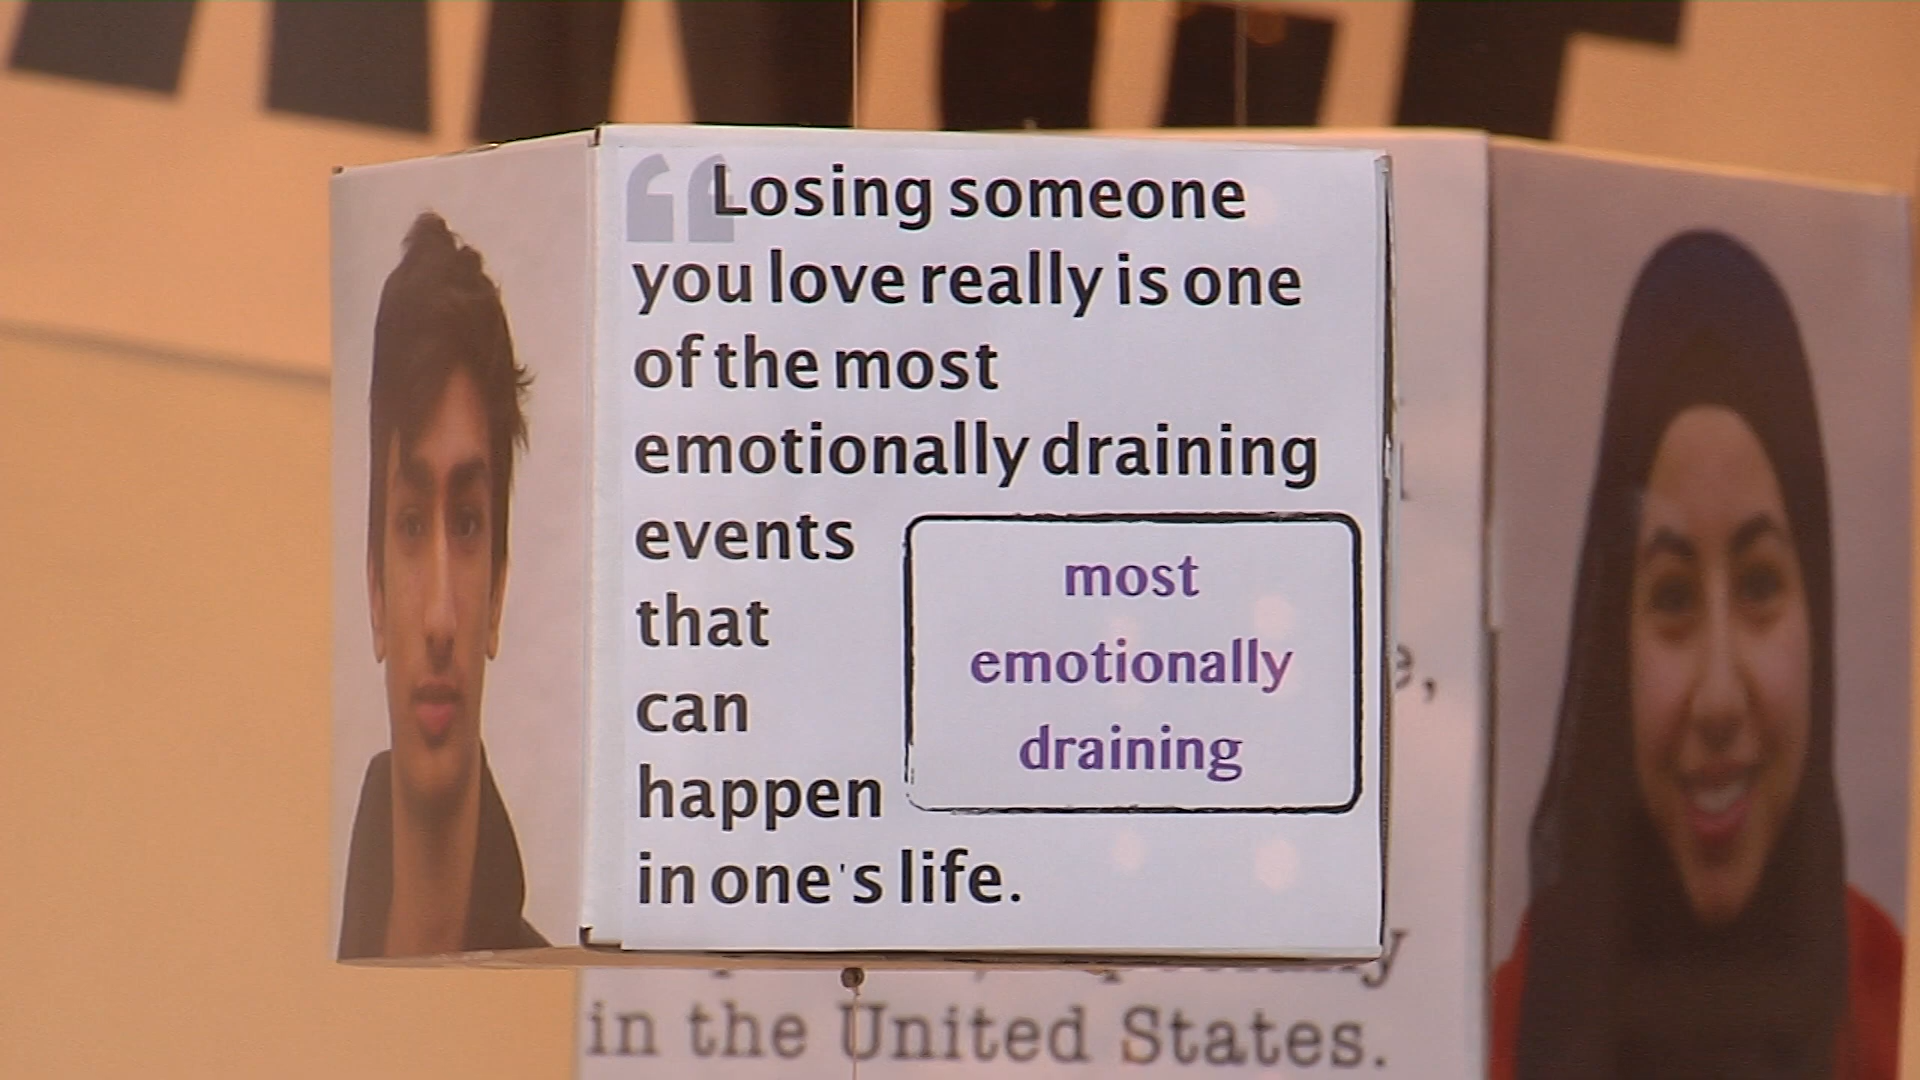 “Losing someone
you love really is one
of the most
emotionally draining
events
that
can
happen
in one's life.
most
emotionally
draining
in the United States.